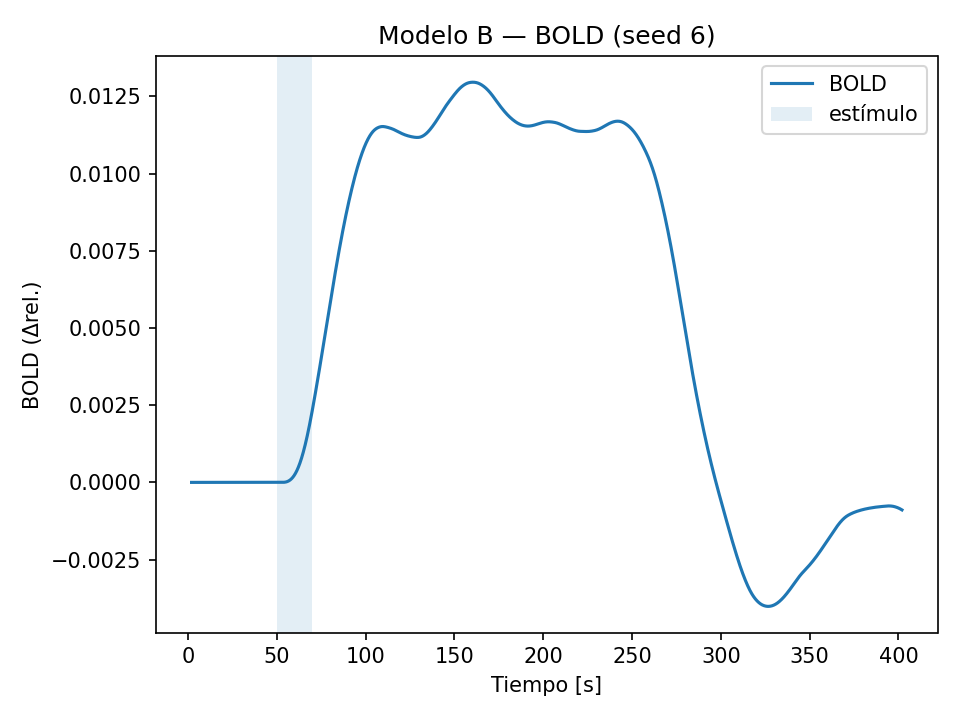 Modelo B — BOLD (seed 6)
BOLD
estímulo
BOLD (Δrel.)
0.0125
0.0100
0.0075
0.0050
0.0025
0.0000
−0.0025
0 50 100 150 200 250 300 350 400
Tiempo [s]